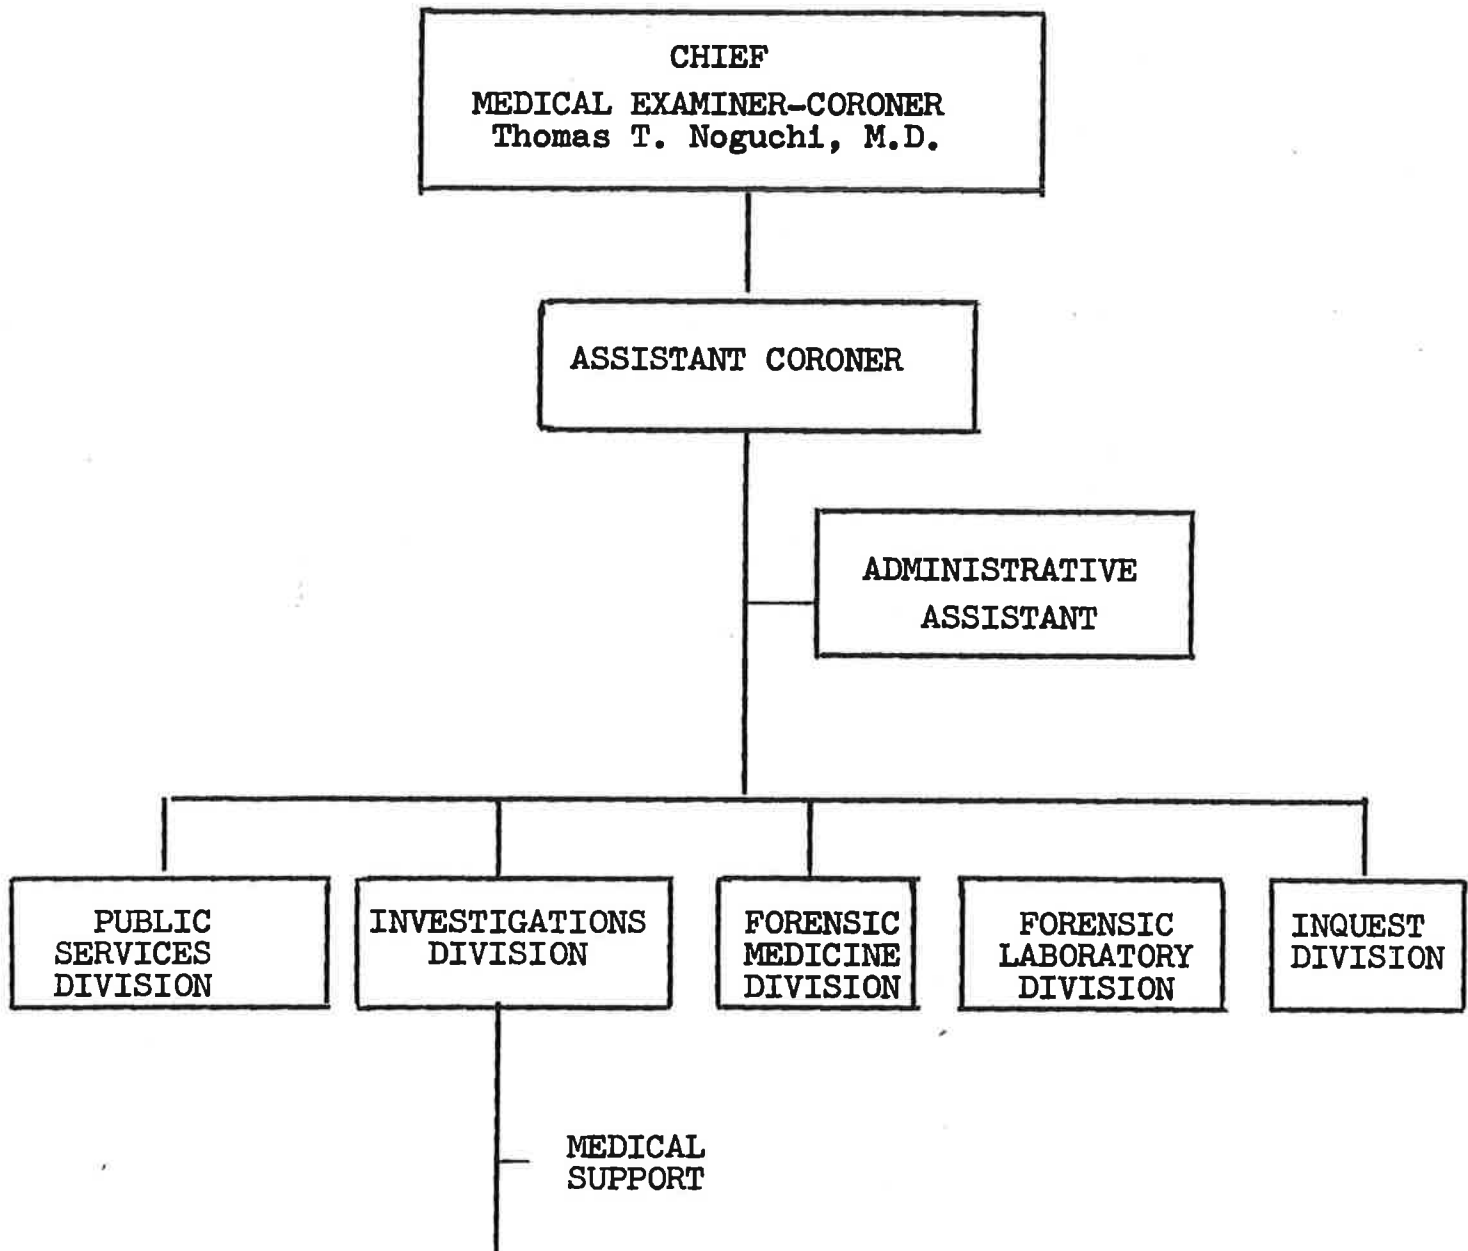 CHIEF
MEDICAL EXAMINER-CORONER
Thomas T. Noguchi, M.D.
ASSISTANT CORONER
ADMINISTRATIVE
ASSISTANT
PUBLIC
SERVICES
DIVISION
INVESTIGATIONS
DIVISION
FORENSIC
MEDICINE
DIVISION
FORENSIC
LABORATORY
DIVISION
INQUEST
DIVISION
MEDICAL
SUPPORT